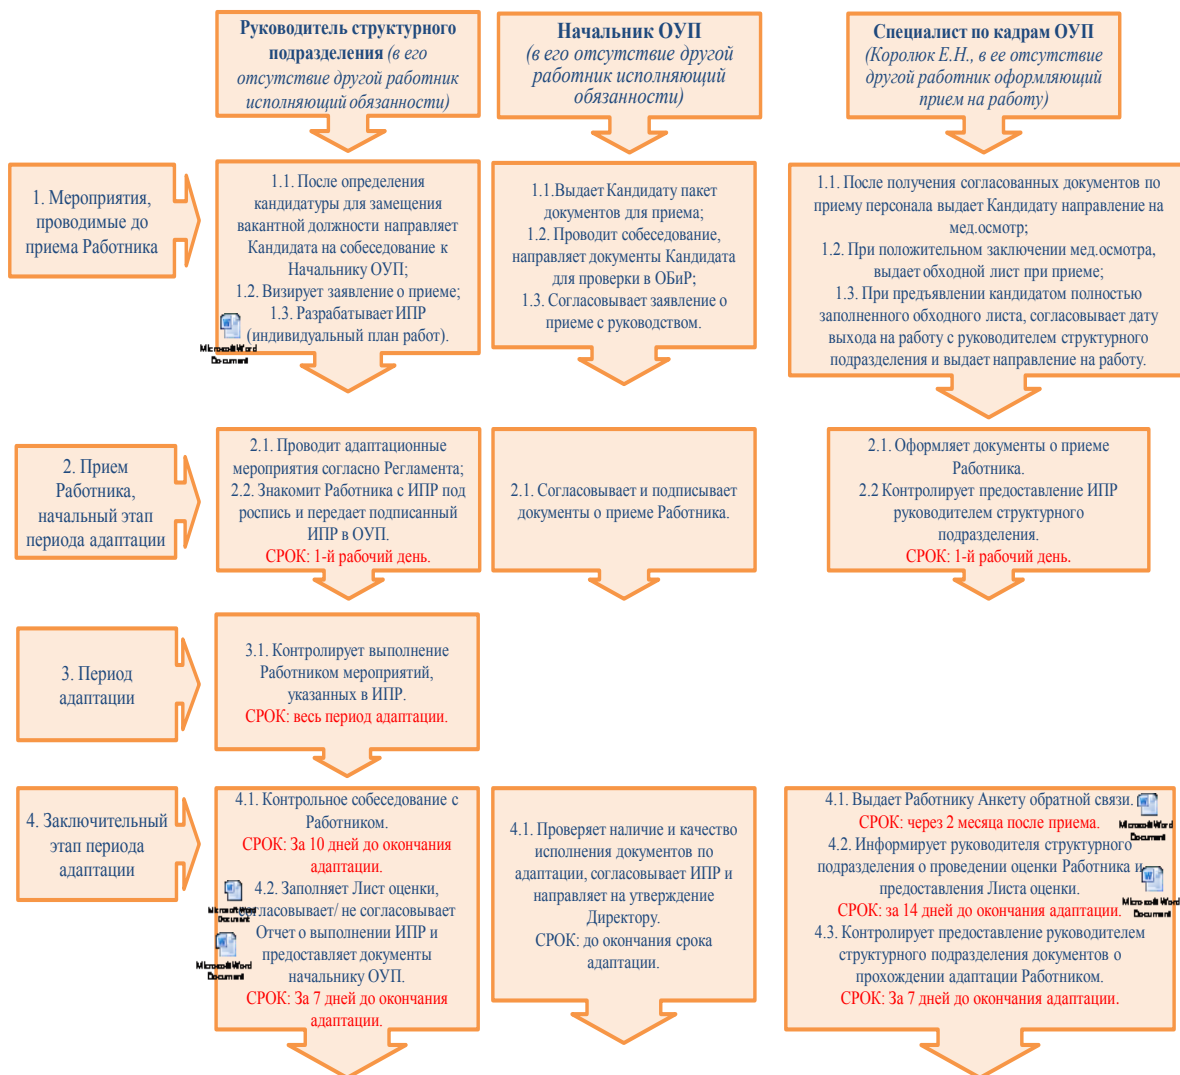 Руководитель структурного
подразделения (в его
отсутствие другой работник
исполняющий обязанности)
Начальник ОУП
(в его отсутствие другой
работник исполняющий
обязанности)
Специалист по кадрам ОУП
(Королюк Е.Н., в ее отсутствие
другой работник оформляющий
прием на работу)
1. Мероприятия,
проводимые до
приема Работника
1.1. После определения
кандидатуры для замещения
вакантной должности направляет
Кандидата на собеседование к
Начальнику ОУП;
1.2. Визирует заявление о приеме;
1.3. Разрабатывает ИПР
(индивидуальный план работ).
Microsoft Word
Document
1.1.Выдает Кандидату пакет
документов для приема;
1.2. Проводит собеседование,
направляет документы Кандидата
для проверки в ОБиР;
1.3. Согласовывает заявление о
приеме с руководством.
1.1. После получения согласованных документов по
приему персонала выдает Кандидату направление на
мед.осмотр;
1.2. При положительном заключении мед.осмотра,
выдает обходной лист при приеме;
1.3. При предъявлении кандидатом полностью
заполненного обходного листа, согласовывает дату
выхода на работу с руководителем структурного
подразделения и выдает направление на работу.
2. Прием
Работника,
начальный этап
периода адаптации
2.1. Проводит адаптационные
мероприятия согласно Регламента;
2.2. Знакомит Работника с ИПР под
роспись и передает подписанный
ИПР в ОУП.
СРОК: 1-й рабочий день.
2.1. Согласовывает и подписывает
документы о приеме Работника.
2.1. Оформляет документы о приеме
Работника.
2.2 Контролирует предоставление ИПР
руководителем структурного
подразделения.
СРОК: 1-й рабочий день.
3. Период
адаптации
3.1. Контролирует выполнение
Работником мероприятий,
указанных в ИПР.
СРОК: весь период адаптации.
4. Заключительный
этап периода
адаптации
4.1. Контрольное собеседование с
Работником.
СРОК: За 10 дней до окончания
адаптации.
4.2. Заполняет Лист оценки,
согласовывает/ не согласовывает
Отчет о выполнении ИПР и
предоставляет документы
начальнику ОУП.
СРОК: За 7 дней до окончания
адаптации.
Microsoft Word
Document
Microsoft Word
Document
4.1. Проверяет наличие и качество
исполнения документов по
адаптации, согласовывает ИПР и
направляет на утверждение
Директору.
СРОК: до окончания срока
адаптации.
4.1. Выдает Работнику Анкету обратной связи.
СРОК: через 2 месяца после приема.
4.2. Информирует руководителя структурного
подразделения о проведении оценки Работника и
предоставления Листа оценки.
СРОК: за 14 дней до окончания адаптации.
4.3. Контролирует предоставление руководителем
структурного подразделения документов о
прохождении адаптации Работником.
СРОК: За 7 дней до окончания адаптации.
Microsoft Word
Document
Microsoft Word
Document